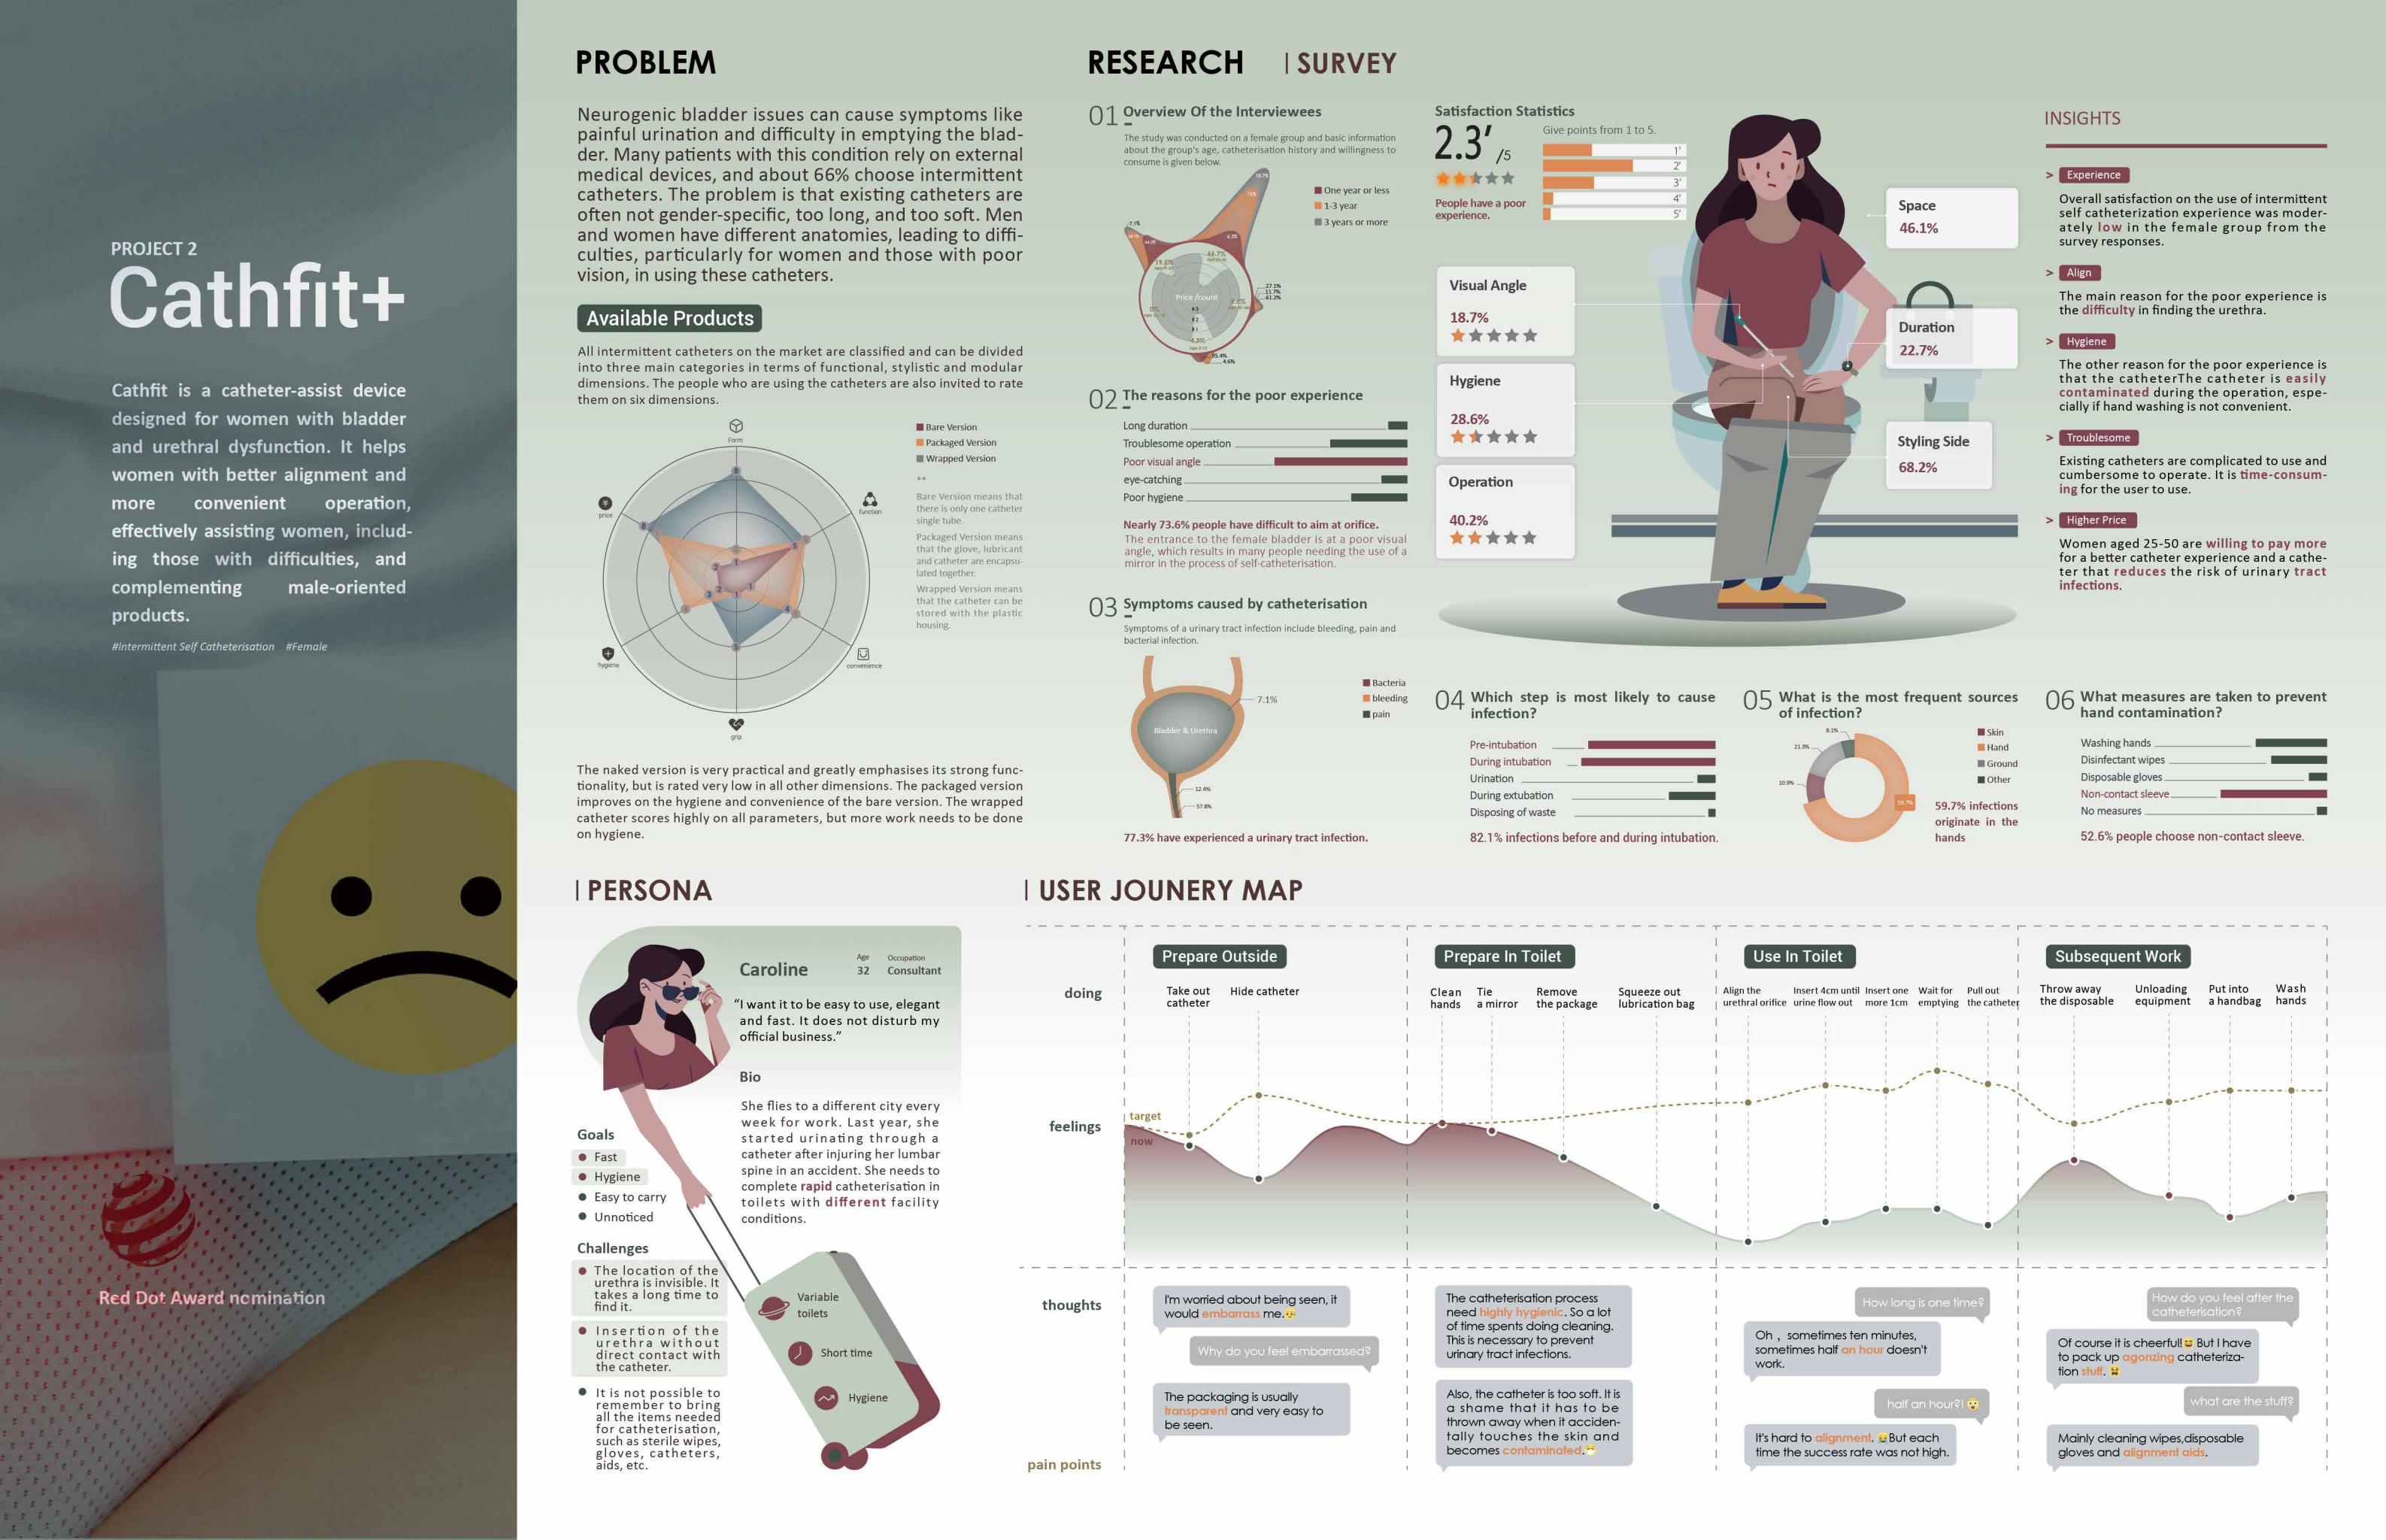 PROJECT 2
Cathfit+
Cathfit is a catheter-assist device
designed for women with bladder
and urethral dysfunction. It helps
women with better alignment and
more convenient operation,
effectively assisting women, includ-
ing those with difficulties, and
complementing male-oriented
products.
#Intermittent Self Catheterisation #Female
Red Dot Award nomination
PROBLEM
Neurogenic bladder issues can cause symptoms like
painful urination and difficulty in emptying the blad-
der. Many patients with this condition rely on external
medical devices, and about 66% choose intermittent
catheters. The problem is that existing catheters are
often not gender-specific, too long, and too soft. Men
and women have different anatomies, leading to diffi-
culties, particularly for women and those with poor
vision, in using these catheters.
Available Products
All intermittent catheters on the market are classified and can be divided
into three main categories in terms of functional, stylistic and modular
dimensions. The people who are using the catheters are also invited to rate
them on six dimensions.
Form
function
convenience
grip
hygiene
price
Bare Version
Packaged Version
Wrapped Version
**
Bare Version means that
there is only one catheter
single tube.
Packaged Version means
that the glove, lubricant
and catheter are encapsu-
lated together.
Wrapped Version means
that the catheter can be
stored with the plastic
housing.
The naked version is very practical and greatly emphasises its strong func-
tionality, but is rated very low in all other dimensions. The packaged version
improves on the hygiene and convenience of the bare version. The wrapped
catheter scores highly on all parameters, but more work needs to be done
on hygiene.
RESEARCH | SURVEY
01 Overview Of the Interviewees
The study was conducted on a female group and basic information
about the group's age, catheterisation history and willingness to
consume is given below.
One year or less
1-3 year
3 years or more
Price /count
27.1%
11.7%
61.2%
95.4%
4.6%
02 The reasons for the poor experience
Long duration
Troublesome operation
Poor visual angle
eye-catching
Poor hygiene
Nearly 73.6% people have difficult to aim at orifice.
The entrance to the female bladder is at a poor visual
angle, which results in many people needing the use of a
mirror in the process of self-catheterisation.
03 Symptoms caused by catheterisation
Symptoms of a urinary tract infection include bleeding, pain and
bacterial infection.
Bacteria
bleeding
pain
7.1%
Bladder & Urethra
12.4%
57.8%
77.3% have experienced a urinary tract infection.
Satisfaction Statistics
2.3′ /5
Give points from 1 to 5.
1′
2′
3′
4′
5′
People have a poor
experience.
Visual Angle
18.7%
Hygiene
28.6%
Operation
40.2%
Space
46.1%
Duration
22.7%
Styling Side
68.2%
INSIGHTS
> Experience
Overall satisfaction on the use of intermittent
self catheterization experience was moder-
ately low in the female group from the
survey responses.
> Align
The main reason for the poor experience is
the difficulty in finding the urethra.
> Hygiene
The other reason for the poor experience is
that the catheterThe catheter is easily
contaminated during the operation, espe-
cially if hand washing is not convenient.
> Troublesome
Existing catheters are complicated to use and
cumbersome to operate. It is time-consum-
ing for the user to use.
> Higher Price
Women aged 25-50 are willing to pay more
for a better catheter experience and a cathe-
ter that reduces the risk of urinary tract
infections.
04 Which step is most likely to cause
infection?
Pre-intubation
During intubation
Urination
During extubation
Disposing of waste
82.1% infections before and during intubation.
05 What is the most frequent sources
of infection?
8.1%
21.3%
10.9%
59.7%
Skin
Hand
Ground
Other
59.7% infections
originate in the
hands
06 What measures are taken to prevent
hand contamination?
Washing hands
Disinfectant wipes
Disposable gloves
Non-contact sleeve
No measures
52.6% people choose non-contact sleeve.
| PERSONA
Caroline
Age
32
Occupation
Consultant
“I want it to be easy to use, elegant
and fast. It does not disturb my
official business.”
Bio
She flies to a different city every
week for work. Last year, she
started urinating through a
catheter after injuring her lumbar
spine in an accident. She needs to
complete rapid catheterisation in
toilets with different facility
conditions.
Goals
Fast
Hygiene
Easy to carry
Unnoticed
Challenges
The location of the
urethra is invisible. It
takes a long time to
find it.
Insertion of the
urethra without
direct contact with
the catheter.
It is not possible to
remember to bring
all the items needed
for catheterisation,
such as sterile wipes,
gloves, catheters,
aids, etc.
Variable
toilets
Short time
Hygiene
| USER JOUNERY MAP
doing
feelings
thoughts
pain points
target
now
Prepare Outside
Take out
catheter
Hide catheter
Prepare In Toilet
Clean
hands
Tie
a mirror
Remove
the package
Squeeze out
lubrication bag
Use In Toilet
Align the
urethral orifice
Insert 4cm until
urine flow out
Insert one
more 1cm
Wait for
emptying
Pull out
the catheter
Subsequent Work
Throw away
the disposable
Unloading
equipment
Put into
a handbag
Wash
hands
I'm worried about being seen, it
would embarrass me.
Why do you feel embarrassed?
The packaging is usually
transparent and very easy to
be seen.
The catheterisation process
need highly hygienic. So a lot
of time spents doing cleaning.
This is necessary to prevent
urinary tract infections.
Also, the catheter is too soft. It is
a shame that it has to be
thrown away when it acciden-
tally touches the skin and
becomes contaminated.
How long is one time?
Oh , sometimes ten minutes,
sometimes half an hour doesn't
work.
half an hour?!
It's hard to alignment. But each
time the success rate was not high.
How do you feel after the
catheterisation?
Of course it is cheerful! But I have
to pack up agonzing catheteriza-
tion stuff.
what are the stuff?
Mainly cleaning wipes,disposable
gloves and alignment aids.